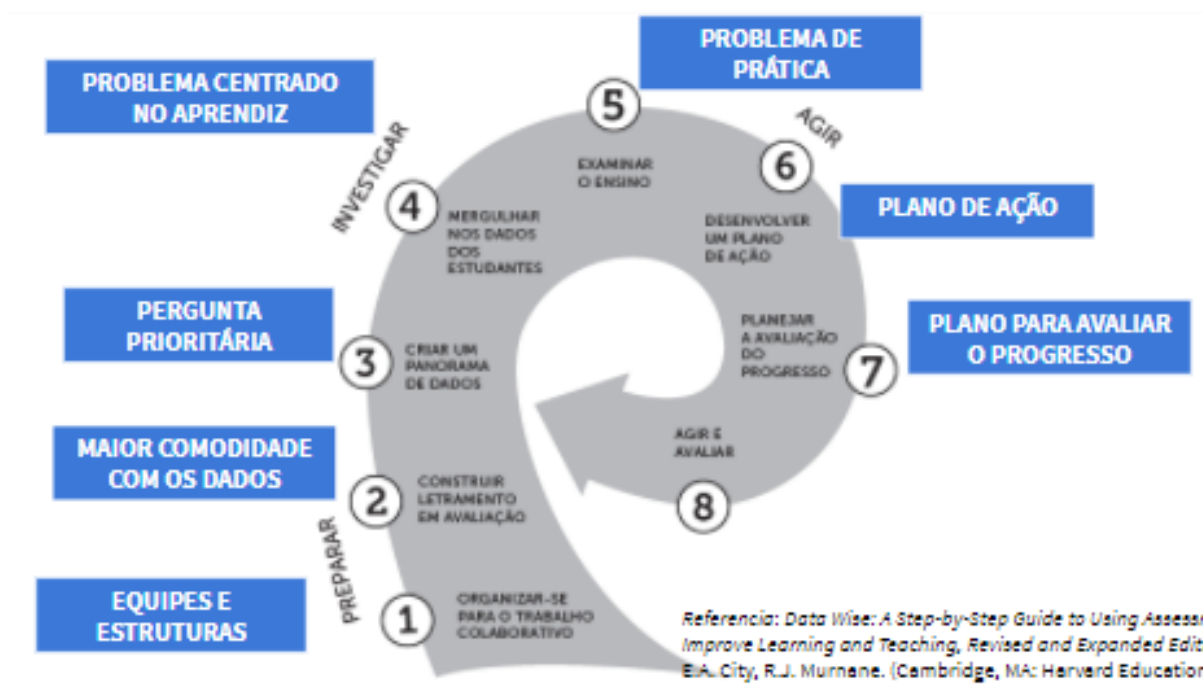 PROBLEMA DE
PRÁTICA
PROBLEMA CENTRADO
NO APRENDIZ
5
AGIR
EXAMINAR
O ENSINO
6
INVESTIGAR
4
MERGULHAR
NOS DADOS
DOS
ESTUDANTES
DESENVOLVER
UM PLANO
DE AÇÃO
PLANO DE AÇÃO
PERGUNTA
PRIORITÁRIA
3
CRIAR UM
PANORAMA
DE DADOS
PLANEJAR
A AVALIAÇÃO
DO
PROGRESSO
7
PLANO PARA AVALIAR
O PROGRESSO
MAIOR COMODIDADE
COM OS DADOS
2
CONSTRUIR
LETRAMENTO
EM AVALIAÇÃO
AGIR E
AVALIAR
8
PREPARAR
EQUIPES E
ESTRUTURAS
1
ORGANIZAR-SE
PARA O TRABALHO
COLABORATIVO
Referencia: Data Wise: A Step-by-Step Guide to Using
Improve Learning and Teaching, Revised and Expanded
E.A. City, R.J. Murnane. (Cambridge, MA: Harvard